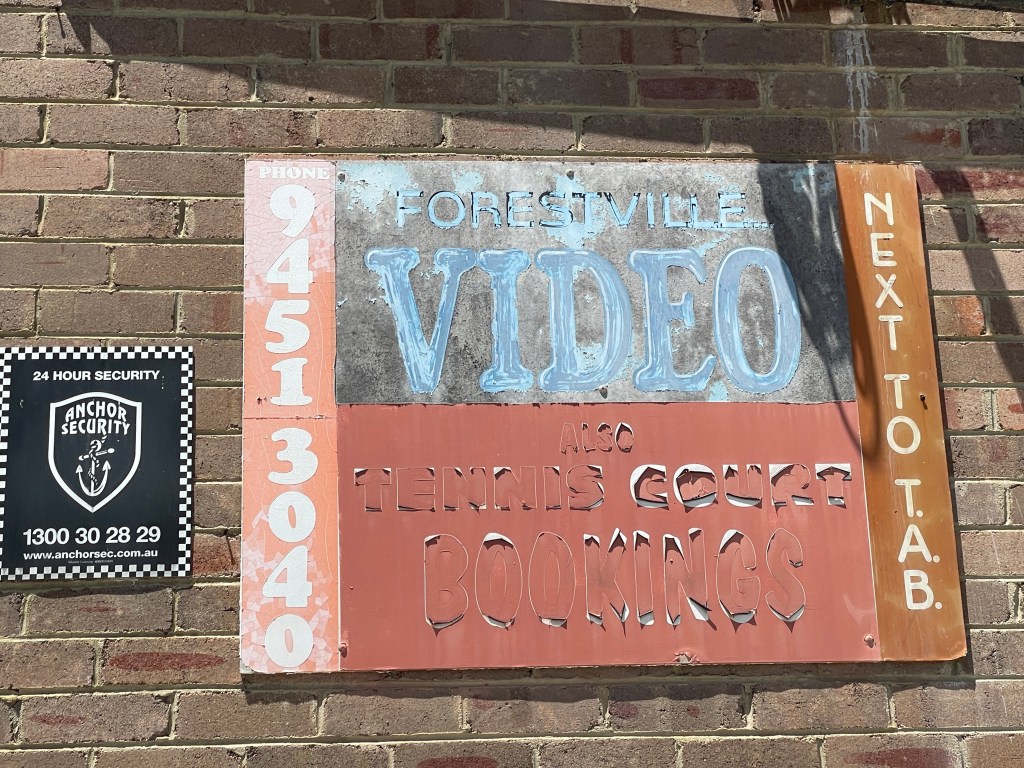 24 HOUR SECURITY
ANCHOR
SECURITY
1300 30 28 29
www.anchorsec.com.au
PHONE
9451 3040
FORESTVILLE
VIDEO
ALSO
TENNIS COURT
BOOKINGS
NEXT TO T.A.B.